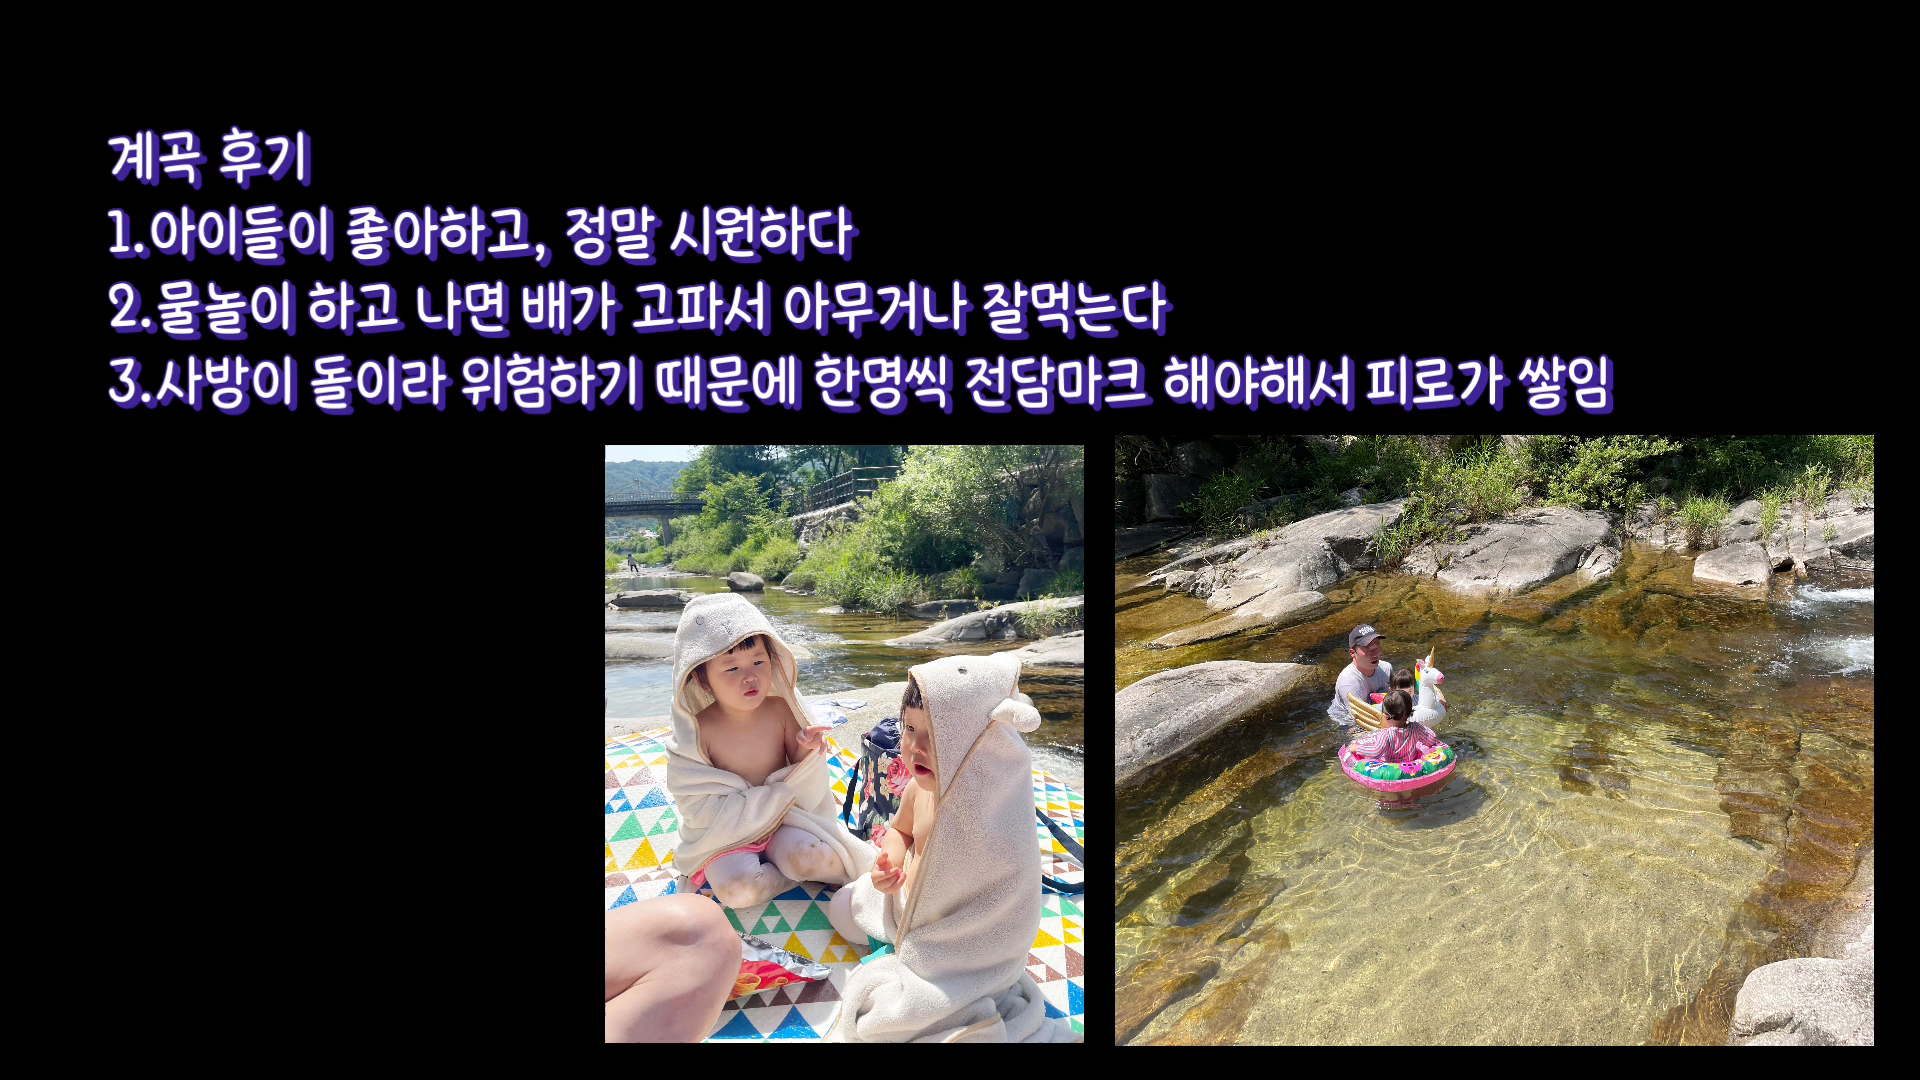 계곡 후기
1.아이들이 좋아하고, 정말 시원하다
2.물놀이 하고 나면 배가 고파서 아무거나 잘먹는다
3.사방이 돌이라 위험하기 때문에 한명씩 전담마크 해야해서 피로가 쌓임